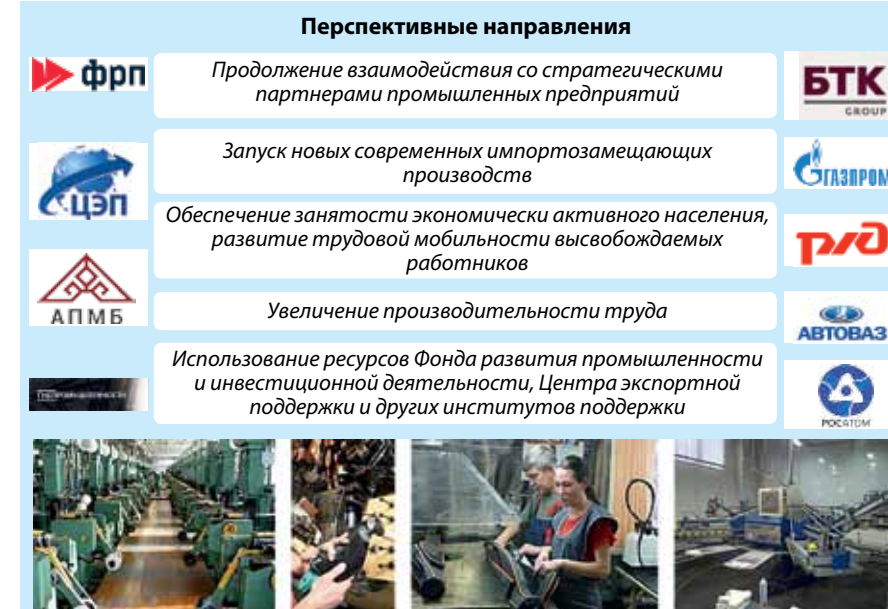 Перспективные направления
фрп
Продолжение взаимодействия со стратегическими
партнерами промышленных предприятий
БТК
GROUP
ЦЭП
Запуск новых современных импортозамещающих
производств
ГАЗПРОМ
Обеспечение занятости экономически активного населения,
развитие трудовой мобильности высвобождаемых
работников
РЖД
АПМБ
Увеличение производительности труда
АВТОВАЗ
Использование ресурсов Фонда развития промышленности
и инвестиционной деятельности, Центра экспортной
поддержки и других институтов поддержки
РОСАТОМ